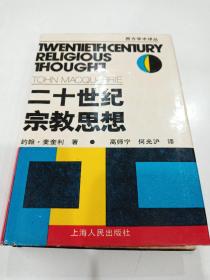 西方学术译丛
TWENTIETH CENTURY
RELIGIOUS
THOUGHT
JOHN MACQUARRIE
二十世纪
宗教思想
约翰·麦奎利 著 ● 高师宁 何光沪 译
上海人民出版社